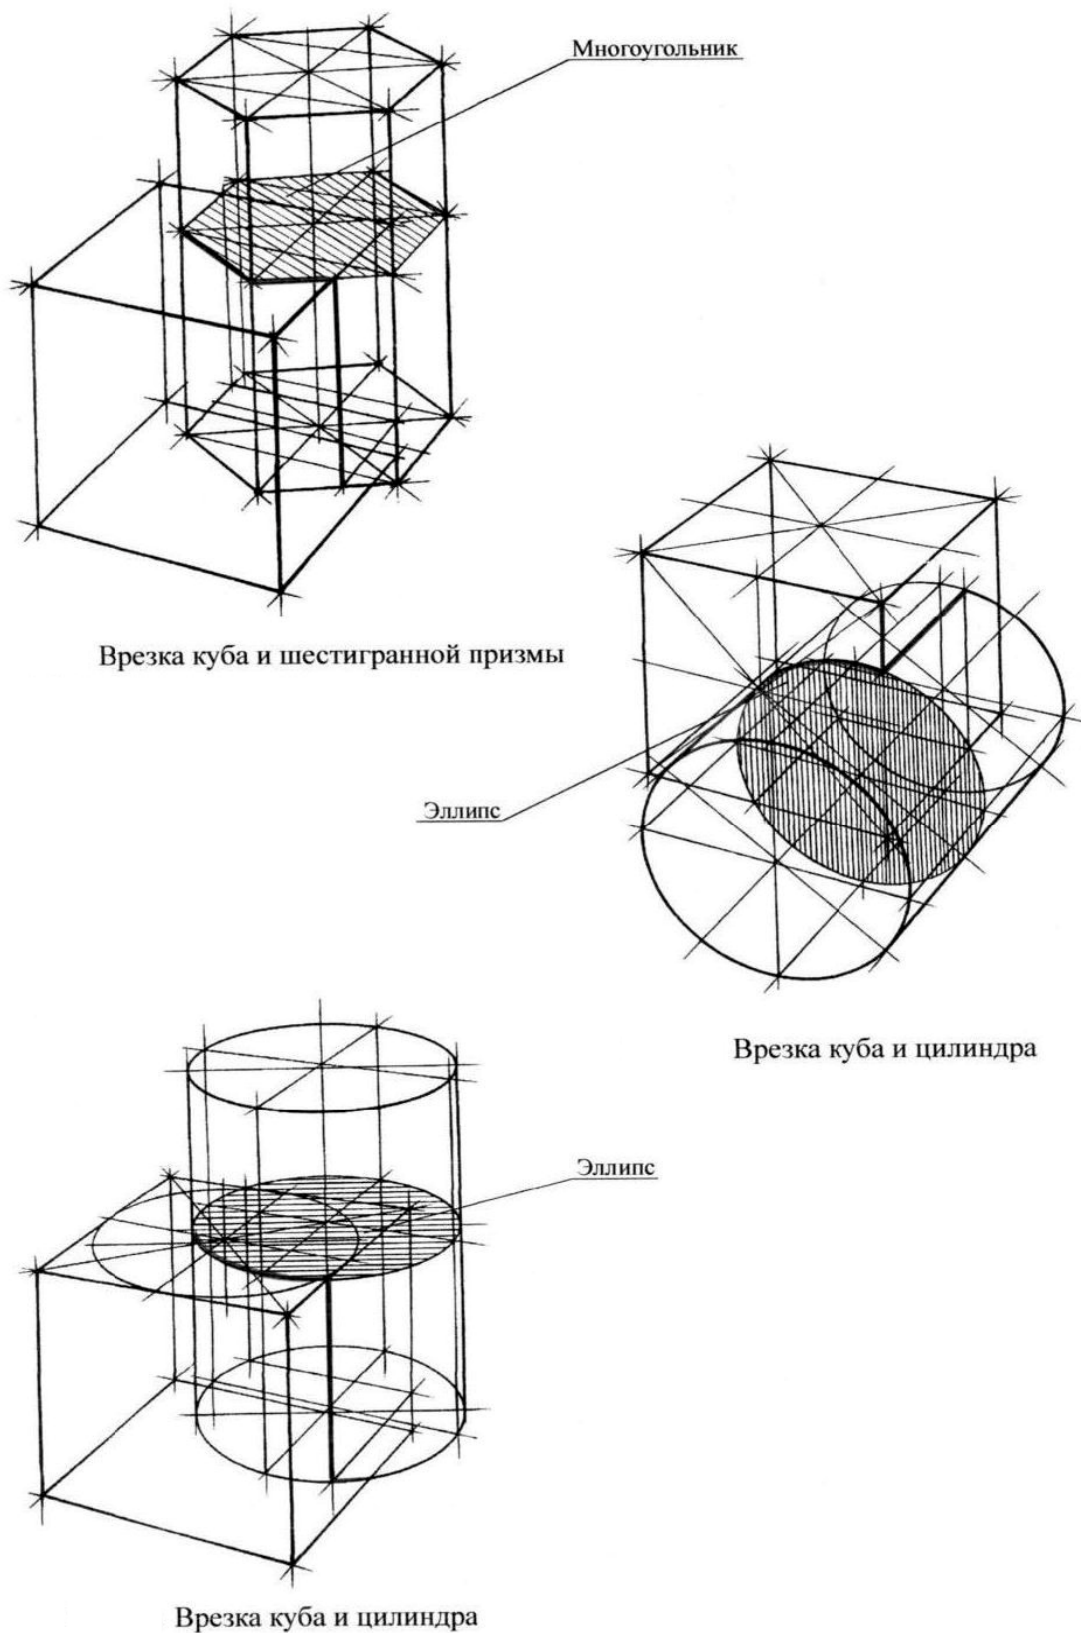 Многоугольник
Врезка куба и шестигранной призмы
Эллипс
Врезка куба и цилиндра
Эллипс
Врезка куба и цилиндра